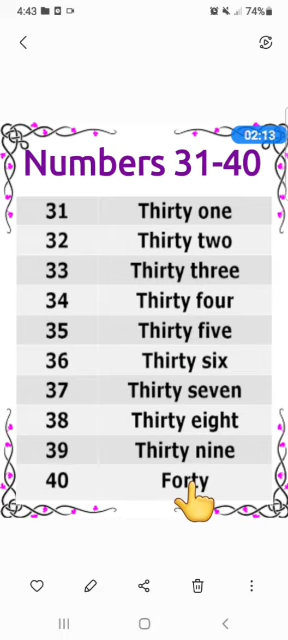 4:43
74%
02:13
Numbers 31-40
31 Thirty one
32 Thirty two
33 Thirty three
34 Thirty four
35 Thirty five
36 Thirty six
37 Thirty seven
38 Thirty eight
39 Thirty nine
40 Forty